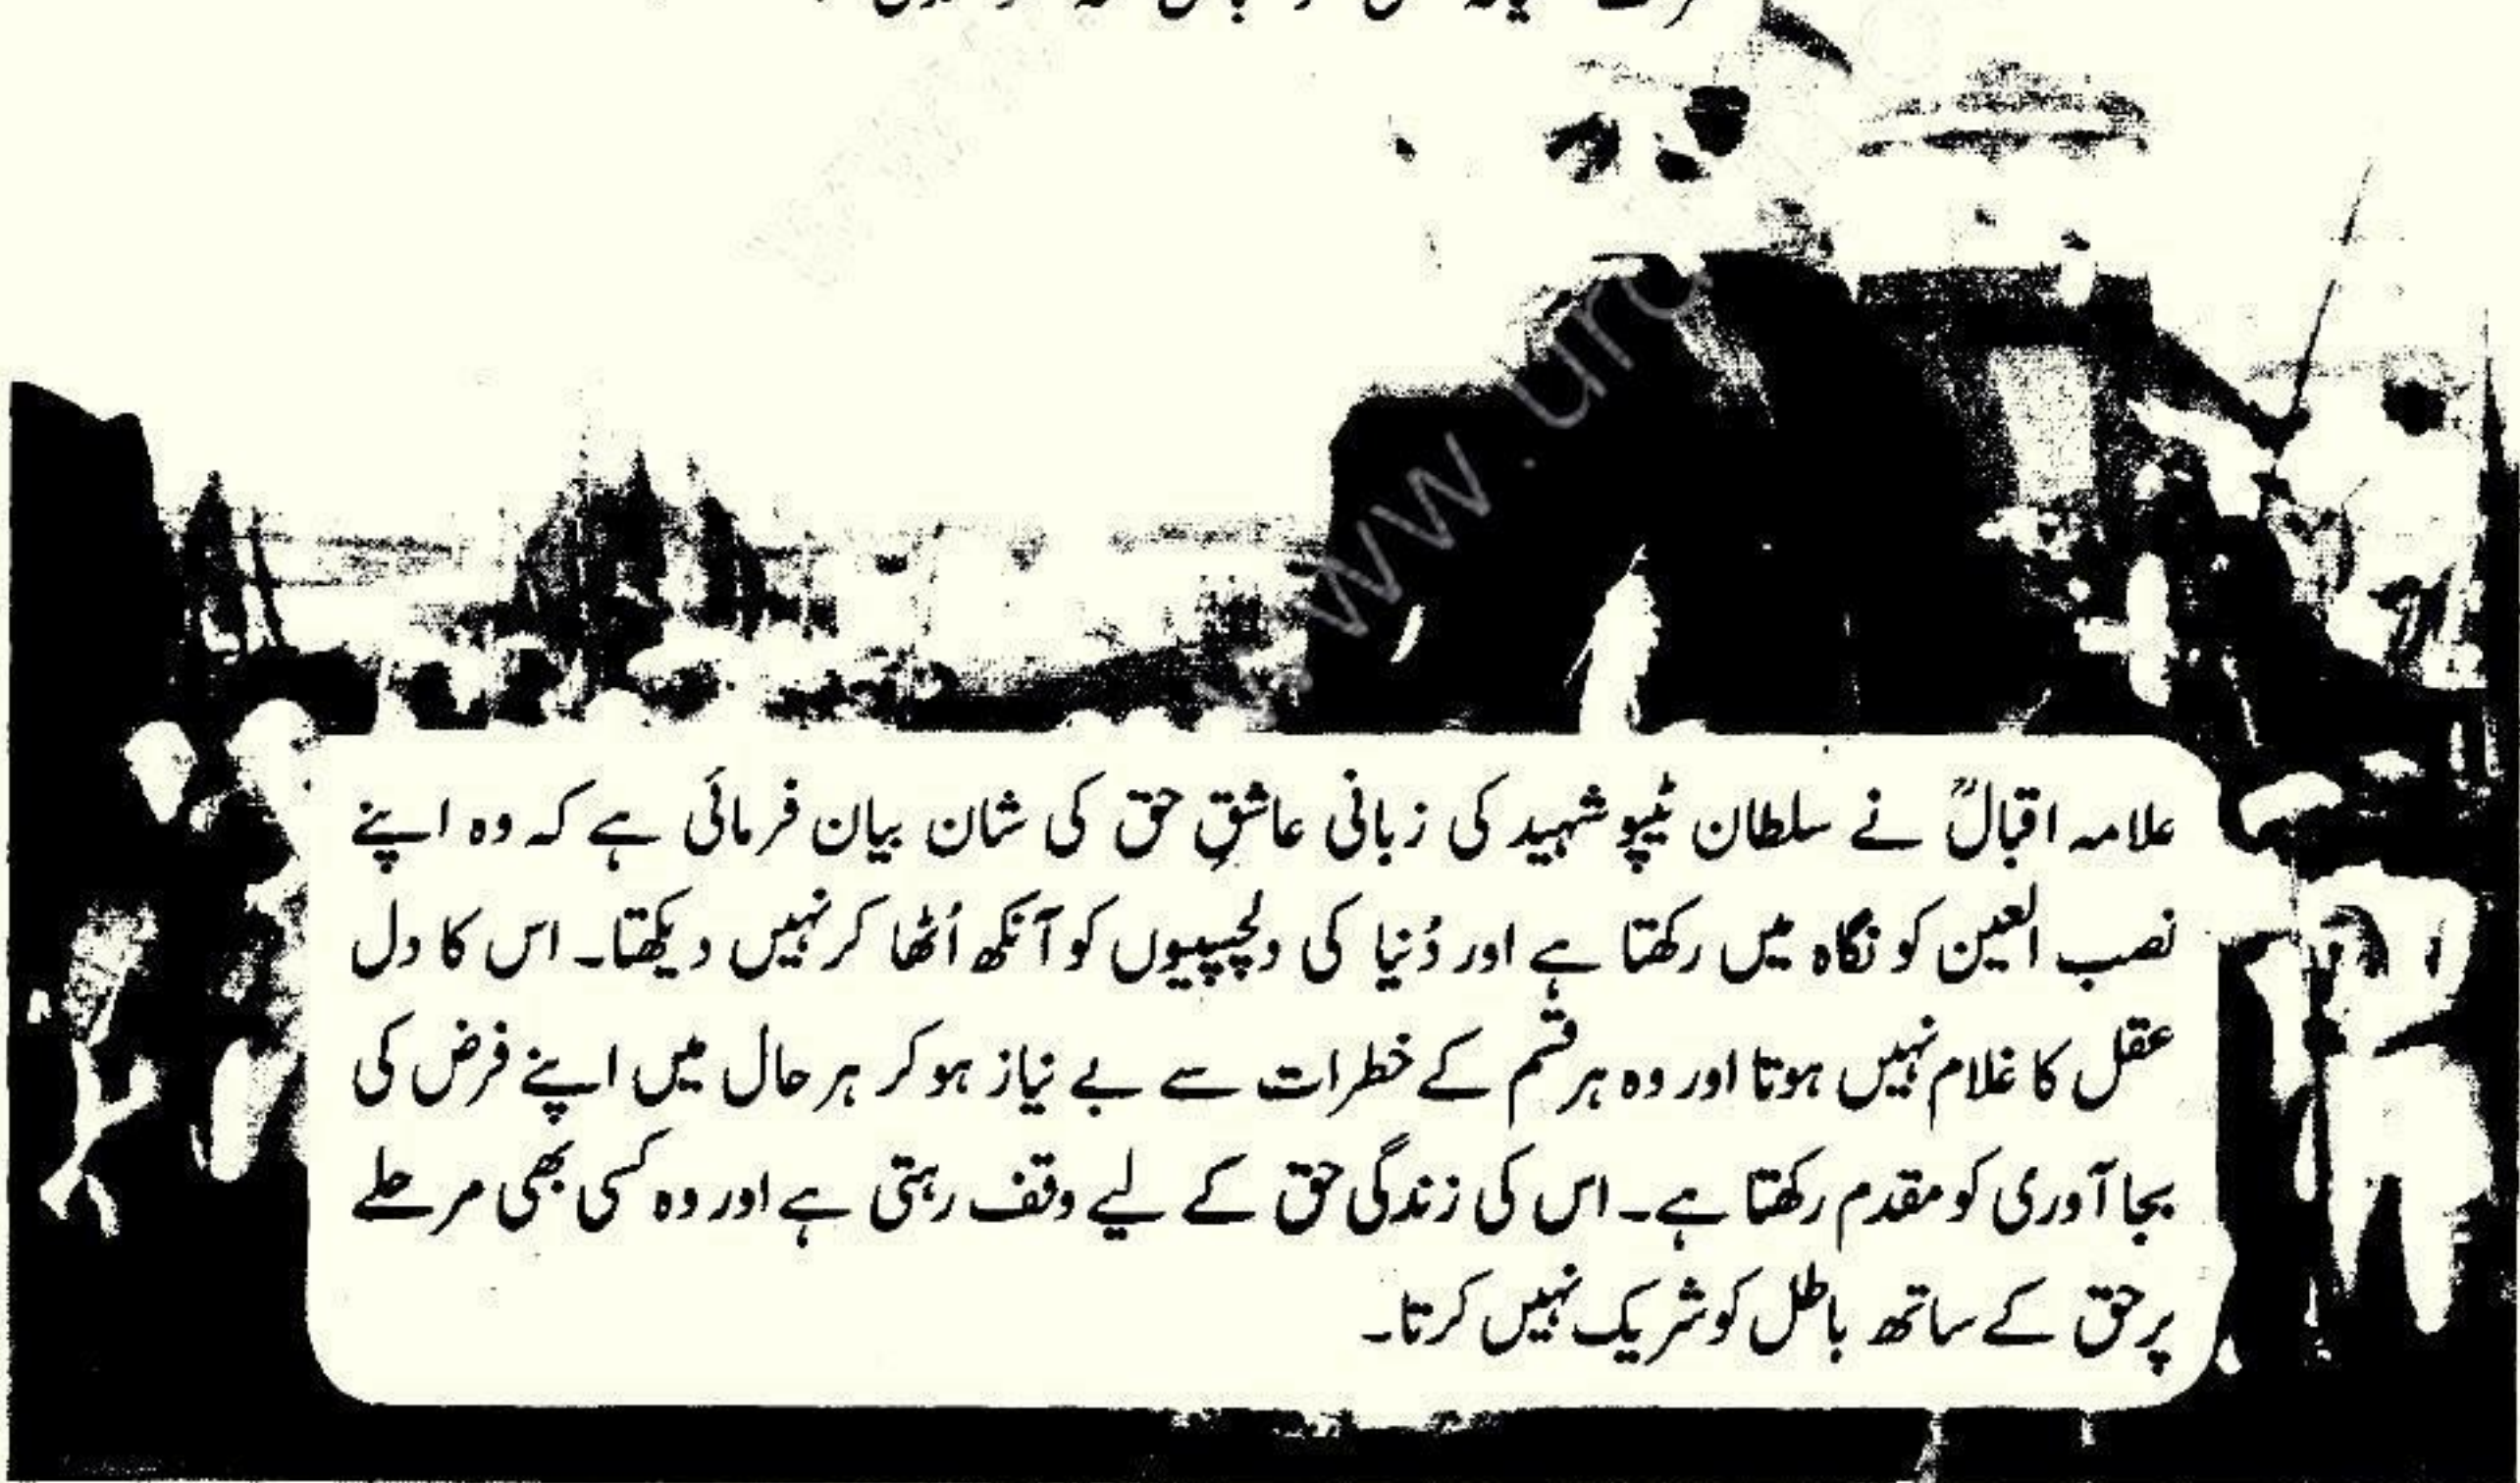 علامہ اقبالؒ نے سلطان ٹیپو شہید کی زبانی عاشقِ حق کی شان بیان فرمائی ہے کہ وہ اپنے
نصب العین کو نگاہ میں رکھتا ہے اور دُنیا کی دلچسپیوں کو آنکھ اُٹھا کر نہیں دیکھتا۔ اس کا دل
عقل کا غلام نہیں ہوتا اور وہ ہر قسم کے خطرات سے بے نیاز ہو کر ہر حال میں اپنے فرض کی
بجا آوری کو مقدم رکھتا ہے۔ اس کی زندگی حق کے لیے وقف رہتی ہے اور وہ کسی بھی مرحلے
پر حق کے ساتھ باطل کو شریک نہیں کرتا۔